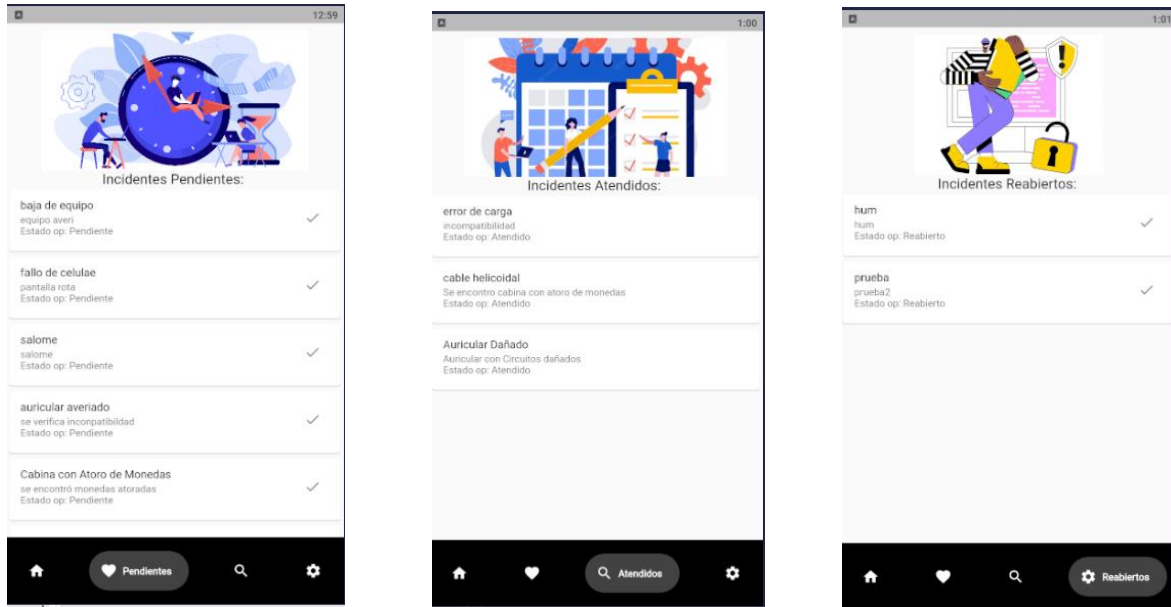 12:59
Incidentes Pendientes:
baja de equipo
equipo averi
Estado op: Pendiente
fallo de celulae
pantalla rota
Estado op: Pendiente
salome
salome
Estado op: Pendiente
auricular averiado
se verifica inconpatibildad
Estado op: Pendiente
Cabina con Atoro de Monedas
se encontró monedas atoradas
Estado op: Pendiente
Pendientes
1:00
Incidentes Atendidos:
error de carga
incompatibilidad
Estado op: Atendido
cable helicoidal
Se encontro cabina con atoro de monedas
Estado op: Atendido
Auricular Dañado
Auricular con Circuitos dañados
Estado op: Atendido
Atendidos
1:01
Incidentes Reabiertos:
hum
hum
Estado op: Reabierto
prueba
prueba2
Estado op: Reabierto
Reabiertos